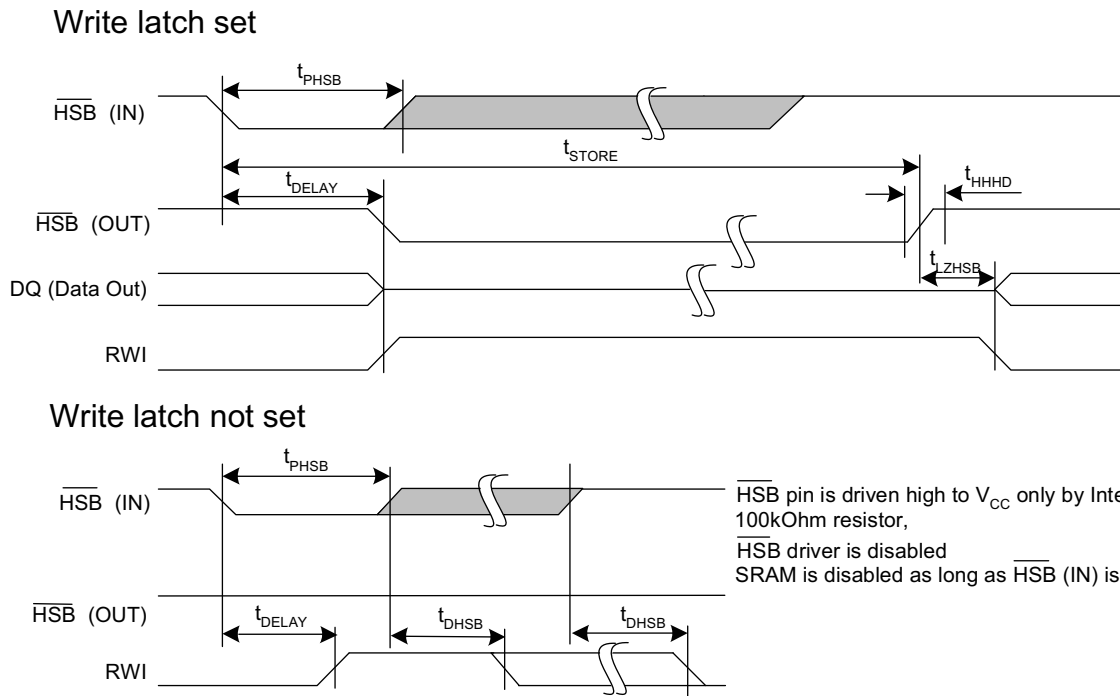 Write latch set
tPHSB
HSB (IN)
tSTORE
tDELAY
tHHHD
HSB (OUT)
tLZHSB
DQ (Data Out)
RWI
Write latch not set
tPHSB
HSB (IN)
HSB pin is driven high to VCC only by Inte
100kOhm resistor,
HSB driver is disabled
SRAM is disabled as long as HSB (IN) is
HSB (OUT)
tDELAY
tDHSB
tDHSB
RWI